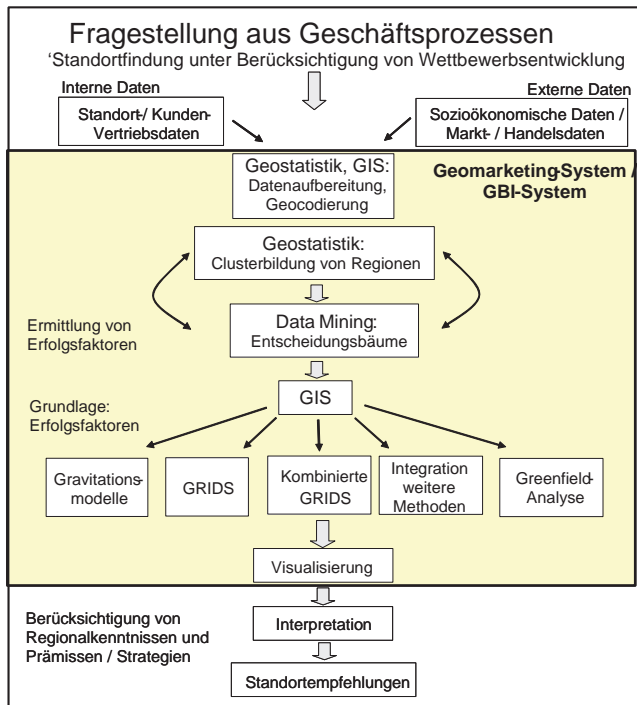 Fragestellung aus Geschäftsprozessen
'Standortfindung unter Berücksichtigung von Wettbewerbsentwicklung
Interne Daten
Externe Daten
Standort-/ Kunden-
Vertriebsdaten
Sozioökonomische Daten /
Markt- / Handelsdaten
Geostatistik, GIS:
Datenaufbereitung,
Geocodierung
Geomarketing-System /
GBI-System
Geostatistik:
Clusterbildung von Regionen
Ermittlung von
Erfolgsfaktoren
Data Mining:
Entscheidungsbäume
GIS
Grundlage:
Erfolgsfaktoren
Gravitations-
modelle
GRIDS
Kombinierte
GRIDS
Integration
weitere
Methoden
Greenfield-
Analyse
Visualisierung
Berücksichtigung von
Regionalkenntnissen und
Prämissen / Strategien
Interpretation
Standortempfehlungen